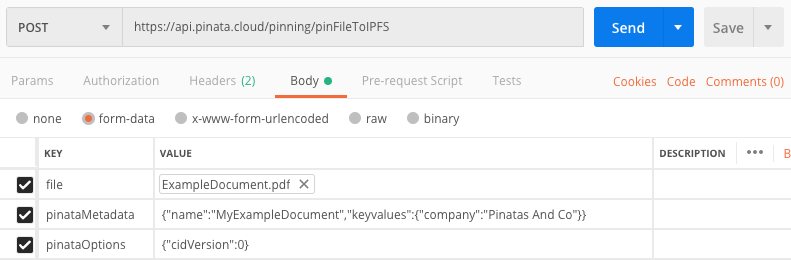 POST https://api.pinata.cloud/pinning/pinFileToIPFS Send Save
Params Authorization Headers (2) Body Pre-request Script Tests Cookies Code Comments (0)
none form-data x-www-form-urlencoded raw binary
KEY VALUE DESCRIPTION ••• B
file ExampleDocument.pdf ✕
pinataMetadata {"name":"MyExampleDocument","keyvalues":{"company":"Pinatas And Co"}}
pinataOptions {"cidVersion":0}